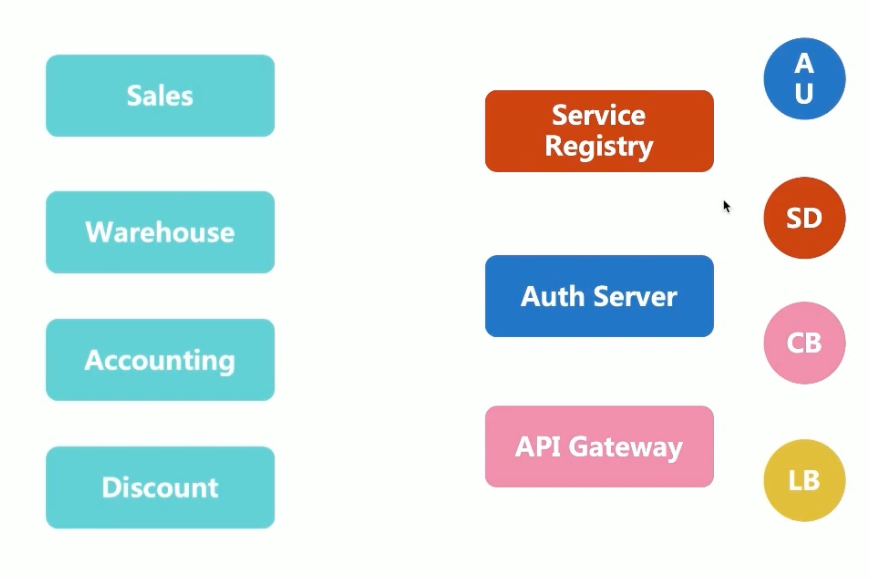 Sales
Warehouse
Accounting
Discount
Service
Registry
Auth Server
API Gateway
A
U
SD
CB
LB